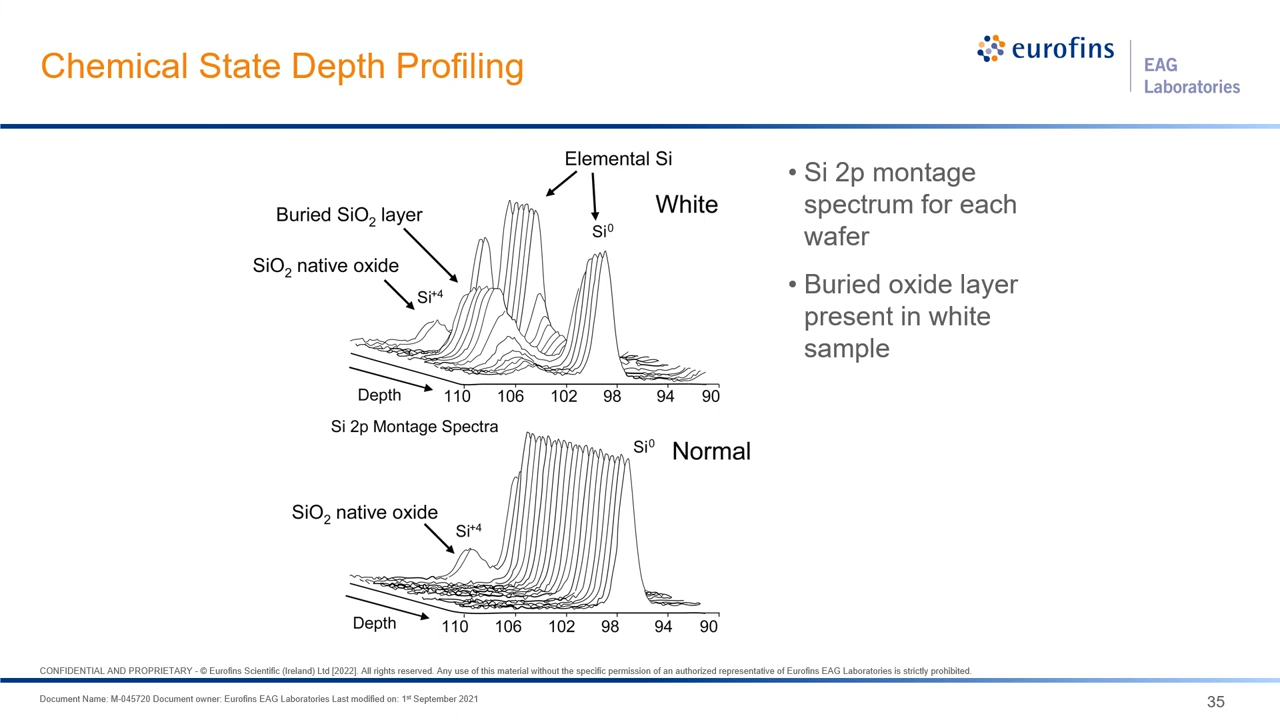 Chemical State Depth Profiling
eurofins
EAG
Laboratories
Elemental Si
White
Buried SiO₂ layer
Si⁰
SiO₂ native oxide
Si⁺⁴
Depth
110 106 102 98 94 90
Si 2p Montage Spectra
Si⁰
Normal
SiO₂ native oxide
Si⁺⁴
Depth
110 106 102 98 94 90
• Si 2p montage
spectrum for each
wafer
• Buried oxide layer
present in white
sample
CONFIDENTIAL AND PROPRIETARY - © Eurofins Scientific (Ireland) Ltd [2022]. All rights reserved. Any use of this material without the specific permission of an authorized representative of Eurofins EAG Laboratories is strictly prohibited.
Document Name: M-045720 Document owner: Eurofins EAG Laboratories Last modified on: 1ˢᵗ September 2021
35